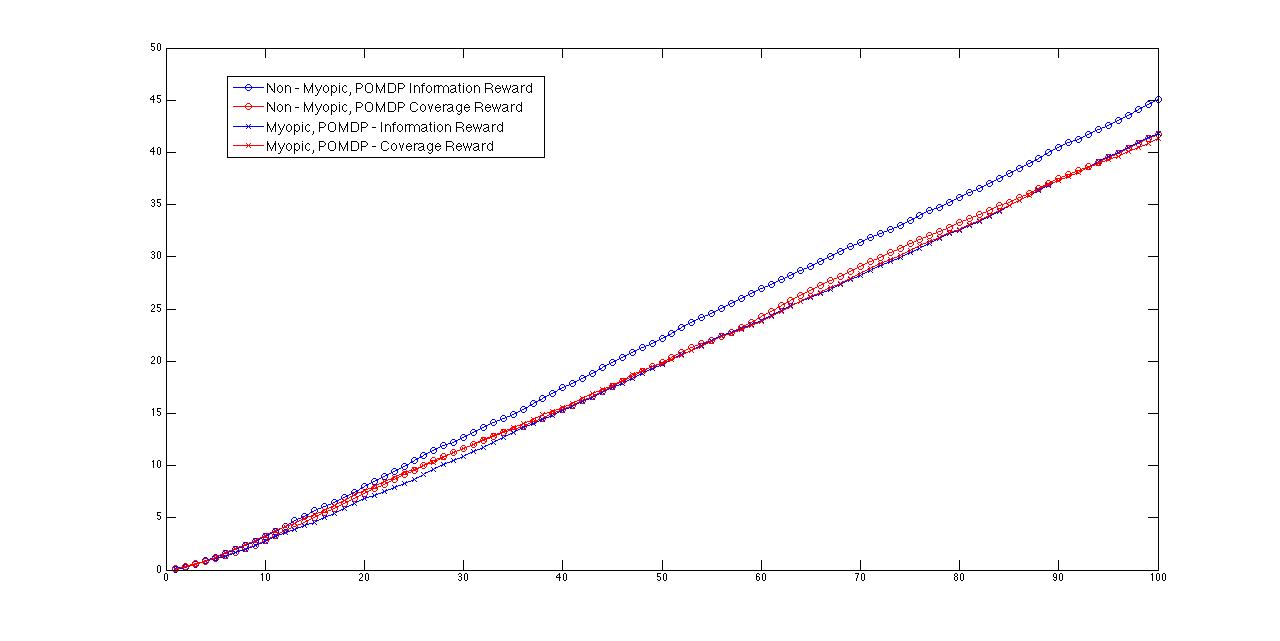 50
45
40
35
30
25
20
15
10
5
0
Non - Myopic, POMDP Information Reward
Non - Myopic, POMDP Coverage Reward
Myopic, POMDP - Information Reward
Myopic, POMDP - Coverage Reward
0 10 20 30 40 50 60 70 80 90 100